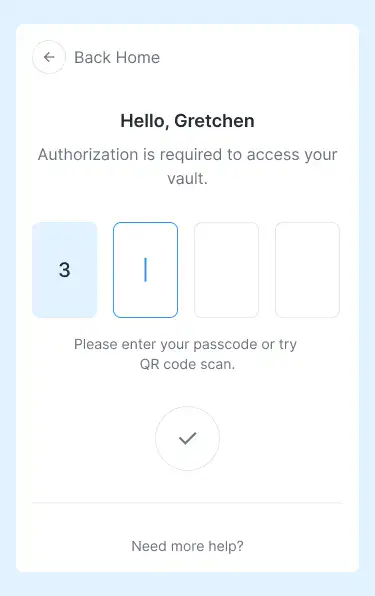 Back Home
Hello, Gretchen
Authorization is required to access your
vault.
3
Please enter your passcode or try
QR code scan.
Need more help?